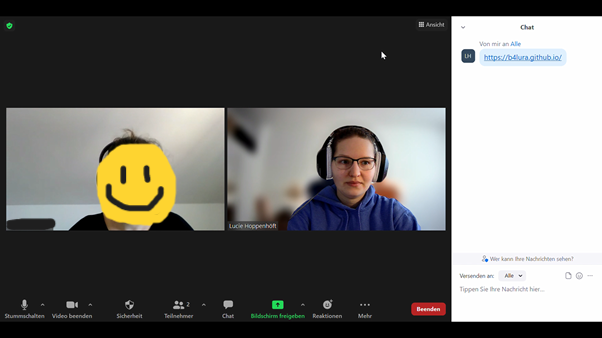 Ansicht
Chat
Von mir an Alle
LH
https://b4lura.github.io/
Lucie Hoppenhöft
Wer kann Ihre Nachrichten sehen?
Versenden an: Alle
Tippen Sie Ihre Nachricht hier...
Stummschalten
Video beenden
Sicherheit
2
Teilnehmer
Chat
Bildschirm freigeben
Reaktionen
Mehr
Beenden